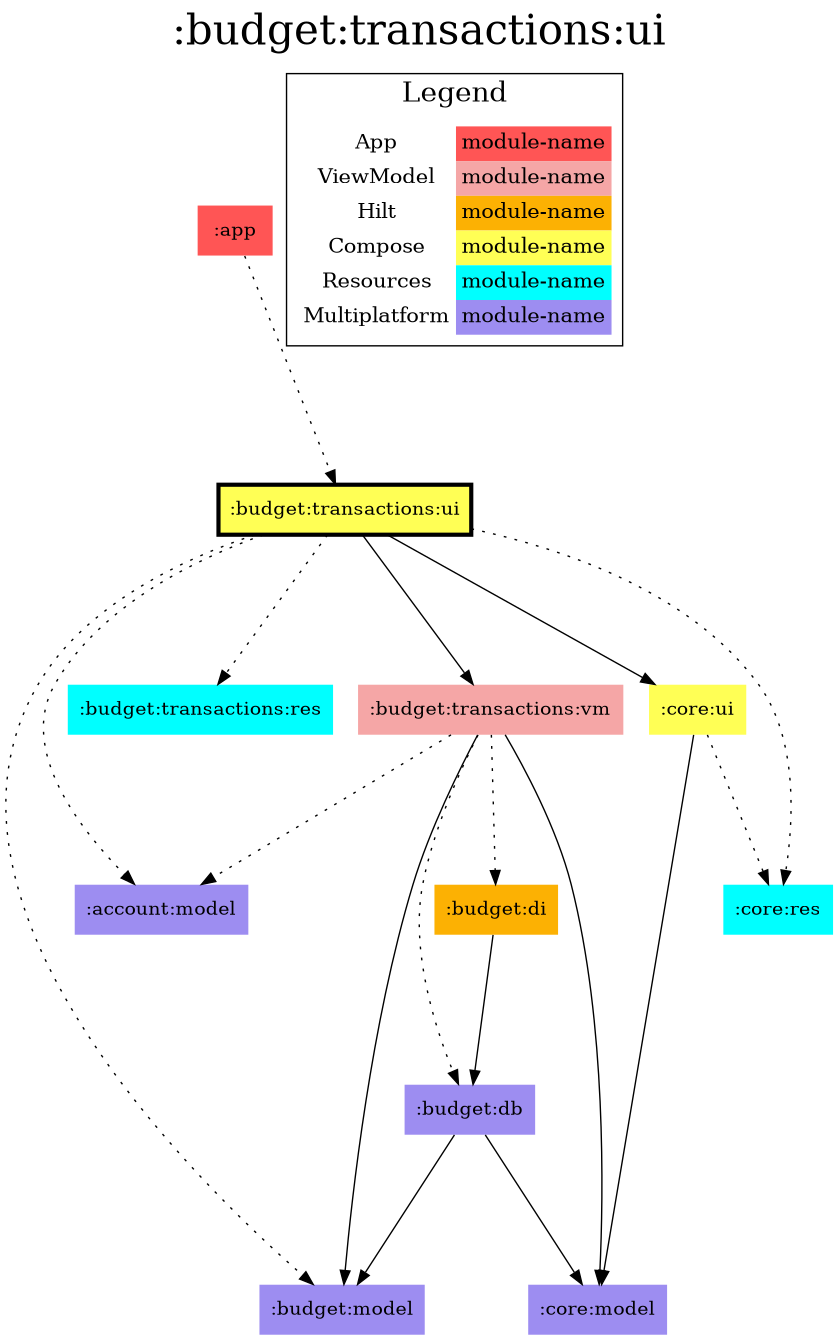 :budget:transactions:ui
Legend
App module-name
ViewModel module-name
Hilt module-name
Compose module-name
Resources module-name
Multiplatform module-name
:app
:budget:transactions:ui
:budget:transactions:res
:budget:transactions:vm
:core:ui
:account:model
:budget:di
:core:res
:budget:db
:budget:model
:core:model